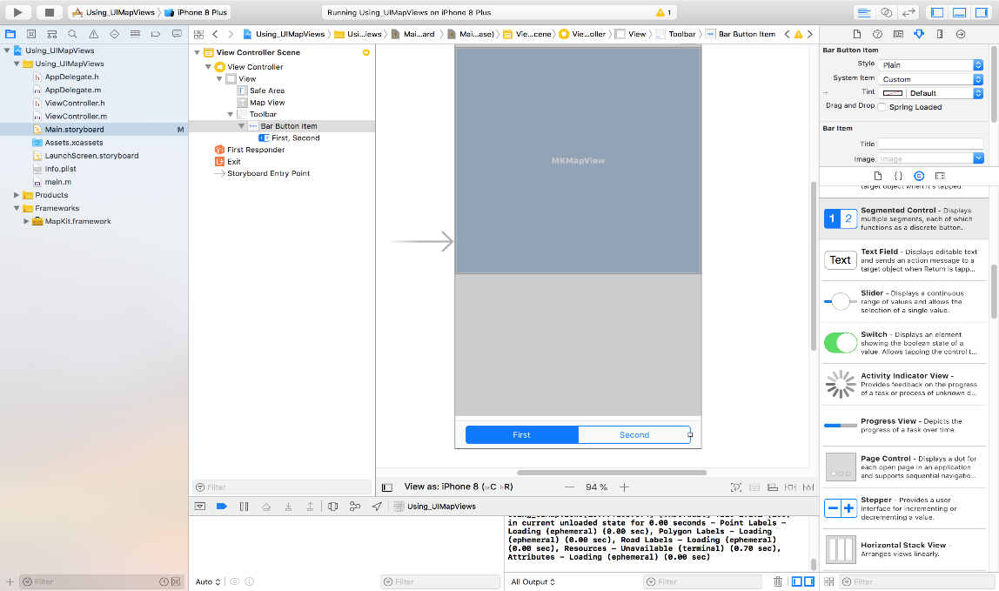 Using_UIMapViews
iPhone 8 Plus
Running Using_UIMapViews on iPhone 8 Plus
1
Using_UIMapViews
Us...iews
Mai...ard
Mai...ase)
Vie...cene)
Vie...oller
View
Toolbar
Bar Button Item
Using_UIMapViews
Using_UIMapViews
h AppDelegate.h
m AppDelegate.m
h ViewController.h
m ViewController.m
Main.storyboard M
Assets.xcassets
LaunchScreen.storyboard
Info.plist
m main.m
Products
Frameworks
MapKit.framework
Filter
View Controller Scene
View Controller
View
Safe Area
Map View
Toolbar
Bar Button Item
First, Second
First Responder
Exit
Storyboard Entry Point
Filter
MKMapView
First
Second
View as: iPhone 8 (wC hR)
94 %
Using_UIMapViews
in current unloaded state for 0.00 seconds – Point Labels –
Loading (ephemeral) (0.00 sec), Polygon Labels – Loading
(ephemeral) (0.00 sec), Road Labels – Loading (ephemeral)
(0.00 sec), Resources – Unavailable (terminal) (0.70 sec),
Attributes – Loading (ephemeral) (0.00 sec)
Auto
Filter
All Output
Filter
Bar Button Item
Style Plain
System Item Custom
Tint Default
Drag and Drop Spring Loaded
Bar Item
Title
Image Image
target object when it's tapped.
1 2
Segmented Control - Displays
multiple segments, each of which
functions as a discrete button.
Text
Text Field - Displays editable text
and sends an action message to a
target object when Return is tapp...
Slider - Displays a continuous
range of values and allows the
selection of a single value.
Switch - Displays an element
showing the boolean state of a
value. Allows tapping the control t...
Activity Indicator View -
Provides feedback on the progress
of a task or process of unknown d...
Progress View - Depicts the
progress of a task over time.
Page Control - Displays a dot for
each open page in an application
and supports sequential navigatio...
Stepper - Provides a user
interface for incrementing or
decrementing a value.
Horizontal Stack View -
Arranges views linearly.
Filter